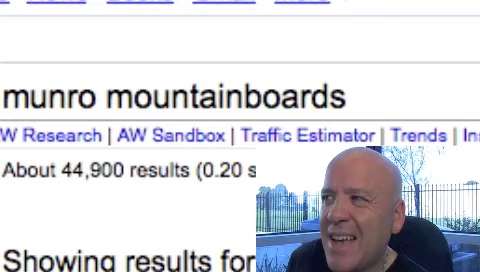 munro mountainboards
W Research | AW Sandbox | Traffic Estimator | Trends | In
About 44,900 results (0.20 s
Showing results for